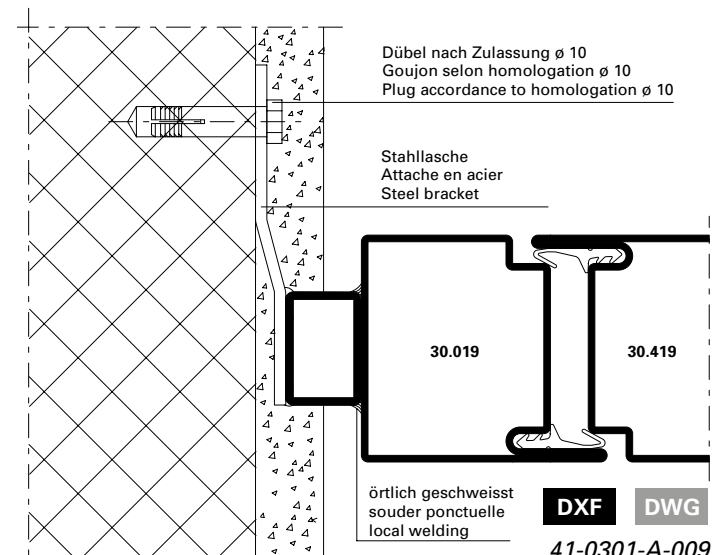 Dübel nach Zulassung ø 10
Goujon selon homologation ø 10
Plug accordance to homologation ø 10
Stahllasche
Attache en acier
Steel bracket
30.019
30.419
örtlich geschweisst
souder ponctuelle
local welding
DXF
DWG
41-0301-A-009